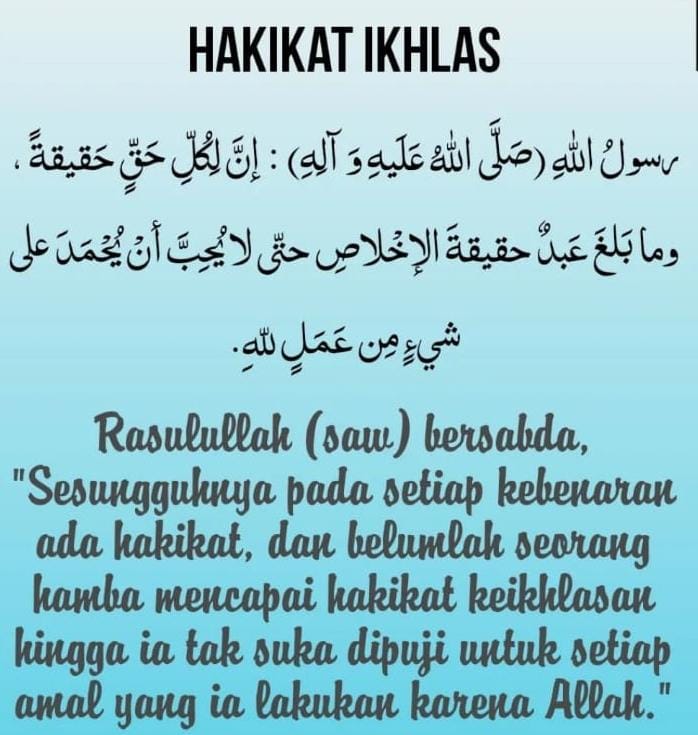 HAKIKAT IKHLAS
رسولُ اللهِ (صَلَّى اللهُ عَلَيهِ وَ آلِهِ) : إنَّ لِكُلِّ حَقٍّ حَقيقةً ،
وما بَلَغَ عَبدٌ حقيقةَ الإخْلاصِ حتّى لا يُحِبَّ أنْ يُحْمَدَ على
شيءٍ مِن عَمَلٍ للهِ.
Rasulullah (saw) bersabda,
"Sesungguhnya pada setiap kebenaran
ada hakikat, dan belumlah seorang
hamba mencapai hakikat keikhlasan
hingga ia tak suka dipuji untuk setiap
amal yang ia lakukan karena Allah."